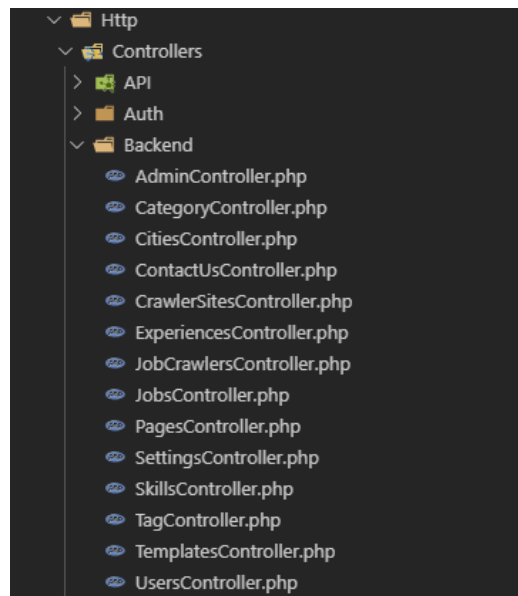 Http
Controllers
API
Auth
Backend
AdminController.php
CategoryController.php
CitiesController.php
ContactUsController.php
CrawlerSitesController.php
ExperiencesController.php
JobCrawlersController.php
JobsController.php
PagesController.php
SettingsController.php
SkillsController.php
TagController.php
TemplatesController.php
UsersController.php